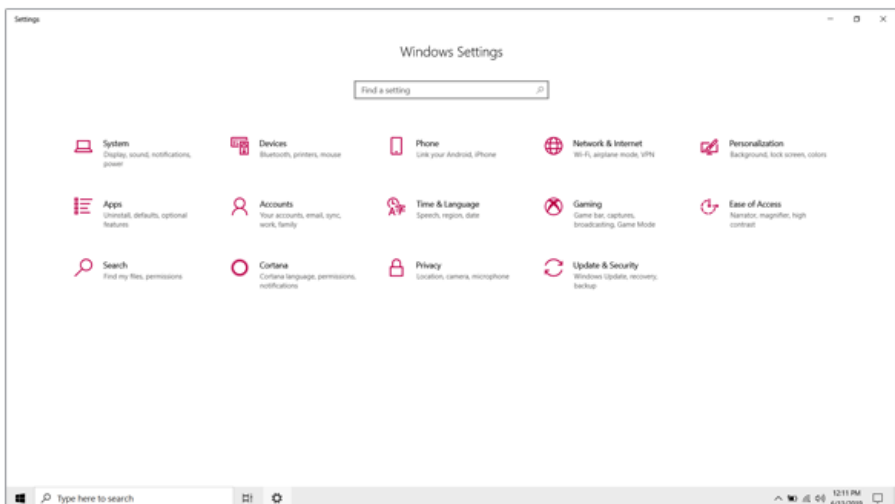 Settings
Windows Settings
Find a setting
System
Display, sound, notifications,
power
Devices
Bluetooth, printers, mouse
Phone
Link your Android, iPhone
Network & Internet
Wi-Fi, airplane mode, VPN
Personalization
Background, lock screen, colors
Apps
Uninstall, defaults, optional
features
Accounts
Your accounts, email, sync,
work, family
Time & Language
Speech, region, date
Gaming
Game bar, captures,
broadcasting, Game Mode
Ease of Access
Narrator, magnifier, high
contrast
Search
Find my files, permissions
Cortana
Cortana language, permissions,
notifications
Privacy
Location, camera, microphone
Update & Security
Windows Update, recovery,
backup
Type here to search
12:11 PM